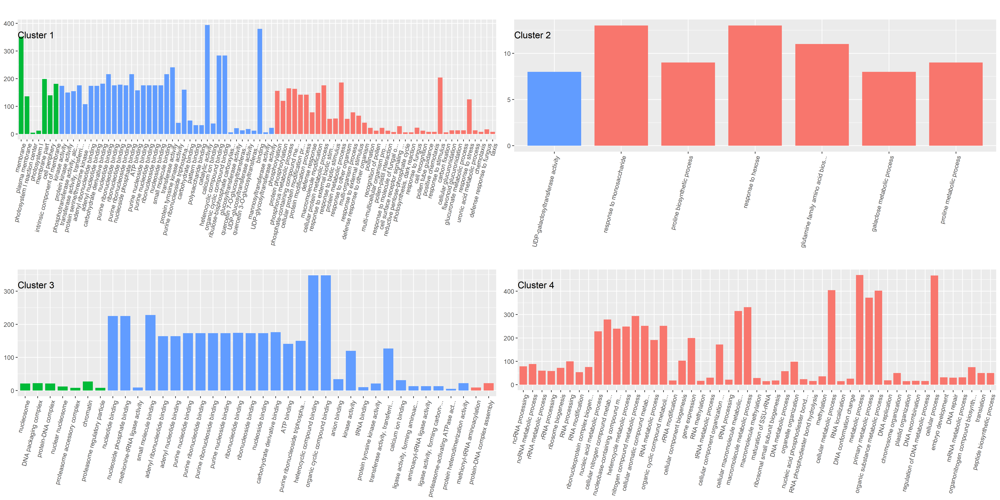 Cluster 1
400
300
200
100
0
membrane
plasma membrane
photosystem I reaction center
photosystem I
membrane part
cell periphery
intrinsic component of membrane
kinase activity
protein kinase activity
phosphotransferase activity, alc...
transferase activity, transferri...
protein serine/threonine kinase ...
adenyl nucleotide binding
adenyl ribonucleotide binding
carbohydrate derivative binding
nucleotide binding
purine ribonucleotide binding
ribonucleotide binding
purine ribonucleoside binding
nucleoside phosphate binding
ATP binding
purine nucleoside binding
purine nucleotide binding
ribonucleoside binding
nucleoside binding
small molecule binding
transferase activity
protein tyrosine kinase activity
purine ribonucleoside triphospha...
carbohydrate binding
pattern binding
polysaccharide binding
catalytic activity
calcium ion binding
heterocyclic compound binding
organic cyclic compound binding
ribulose-bisphosphate carboxylas...
glucosyltransferase activity
quercetin 7-O-glucosyltransferas...
UDP-glucosyltransferase activity
quercetin 3-O-glucosyltransferas...
binding
mannosyltransferase activity
UDP-glycosyltransferase activity
phosphorylation
protein phosphorylation
phosphorus metabolic process
phosphate-containing compound me...
cellular protein modification pr...
protein modification process
defense response
macromolecule modification
cellular protein metabolic process
response to external biotic stim...
response to biotic stimulus
protein metabolic process
response to other organism
multi-organism process
response to external stimulus
defense response to other organism
pollination
recognition of pollen
multi-multicellular organism pro...
pollen-pistil interaction
response to molecule of fungal o...
cell surface receptor signaling ...
reductive pentose-phosphate cycle
photosynthesis, dark reaction
response to fungus
cell recognition
pollen tube guidance
positive chemotaxis
response to stimulus
carbon fixation
cellular glucuronidation
flavonoid glucuronidation
glucuronate metabolic process
response to stress
uronic acid metabolic process
chemotaxis
defense response to fungus
taxis
Cluster 2
10
5
0
UDP-galactosyltransferase activity
response to monosaccharide
proline biosynthetic process
response to hexose
glutamine family amino acid bios...
galactose metabolic process
proline metabolic process
Cluster 3
300
200
100
0
nucleosome
DNA packaging complex
protein-DNA complex
nuclear nucleosome
proteasome accessory complex
chromatin
proteasome regulatory particle
nucleotide binding
nucleoside phosphate binding
methionine-tRNA ligase activity
small molecule binding
adenyl ribonucleotide binding
adenyl nucleotide binding
purine nucleotide binding
purine ribonucleotide binding
purine ribonucleoside binding
purine nucleoside binding
ribonucleotide binding
ribonucleoside binding
nucleoside binding
carbohydrate derivative binding
ATP binding
purine ribonucleoside triphospha...
heterocyclic compound binding
organic cyclic compound binding
anion binding
kinase activity
tRNA binding
protein tyrosine kinase activity
transferase activity, transferri...
calcium ion binding
ligase activity, forming aminoac...
aminoacyl-tRNA ligase activity
ligase activity, forming carbon-...
proteasome-activating ATPase act...
protein heterodimerization activity
methionyl-tRNA aminoacylation
protein-DNA complex assembly
Cluster 4
400
300
200
100
0
ncRNA processing
ncRNA metabolic process
rRNA metabolic process
rRNA processing
ribosome biogenesis
RNA processing
RNA modification
ribonucleoprotein complex biogen...
nucleic acid metabolic process
cellular nitrogen compound metab...
nucleobase-containing compound m...
heterocycle metabolic process
nitrogen compound metabolic process
cellular aromatic compound metab...
RNA metabolic process
organic cyclic compound metaboli...
rRNA modification
cellular component biogenesis
gene expression
RNA methylation
tRNA metabolic process
cellular component organization ...
tRNA processing
cellular macromolecule metabolic...
macromolecule metabolic process
macromolecule methylation
maturation of SSU-rRNA
ribosomal small subunit biogenesis
DNA metabolic process
organelle organization
nucleic acid phosphodiester bond...
RNA phosphodiester bond hydrolysis
methylation
cellular metabolic process
RNA localization
DNA conformation change
metabolic process
primary metabolic process
organic substance metabolic process
DNA replication
chromosome organization
plastid organization
DNA recombination
regulation of DNA metabolic process
cellular process
embryo development
DNA repair
mRNA metabolic process
organonitrogen compound biosynth...
translation
peptide biosynthetic process